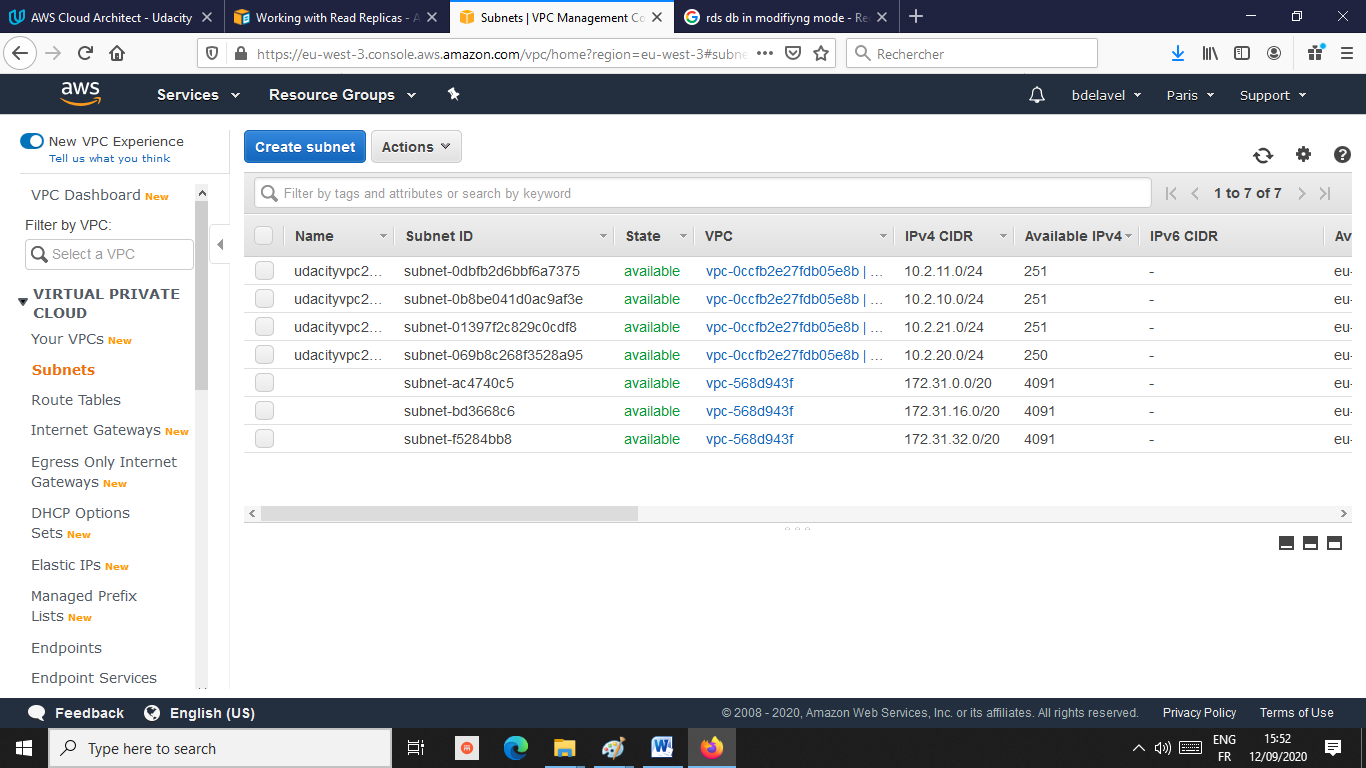 AWS Cloud Architect - Udacity
Working with Read Replicas - A
Subnets | VPC Management Co
rds db in modifiyng mode - Re
https://eu-west-3.console.aws.amazon.com/vpc/home?region=eu-west-3#subne
Rechercher
aws
Services
Resource Groups
bdelavel
Paris
Support
New VPC Experience
Tell us what you think
VPC Dashboard New
Filter by VPC:
Select a VPC
VIRTUAL PRIVATE
CLOUD
Your VPCs New
Subnets
Route Tables
Internet Gateways New
Egress Only Internet
Gateways New
DHCP Options
Sets New
Elastic IPs New
Managed Prefix
Lists New
Endpoints
Endpoint Services
Create subnet
Actions
Filter by tags and attributes or search by keyword
1 to 7 of 7
Name Subnet ID State VPC IPv4 CIDR Available IPv4 IPv6 CIDR Av
udacityvpc2... subnet-0dbfb2d6bbf6a7375 available vpc-0ccfb2e27fdb05e8b | ... 10.2.11.0/24 251 - eu-
udacityvpc2... subnet-0b8be041d0ac9af3e available vpc-0ccfb2e27fdb05e8b | ... 10.2.10.0/24 251 - eu-
udacityvpc2... subnet-01397f2c829c0cdf8 available vpc-0ccfb2e27fdb05e8b | ... 10.2.21.0/24 251 - eu-
udacityvpc2... subnet-069b8c268f3528a95 available vpc-0ccfb2e27fdb05e8b | ... 10.2.20.0/24 250 - eu-
subnet-ac4740c5 available vpc-568d943f 172.31.0.0/20 4091 - eu-
subnet-bd3668c6 available vpc-568d943f 172.31.16.0/20 4091 - eu-
subnet-f5284bb8 available vpc-568d943f 172.31.32.0/20 4091 - eu-
Feedback
English (US)
© 2008 - 2020, Amazon Web Services, Inc. or its affiliates. All rights reserved.
Privacy Policy
Terms of Use
Type here to search
ENG
FR
15:52
12/09/2020